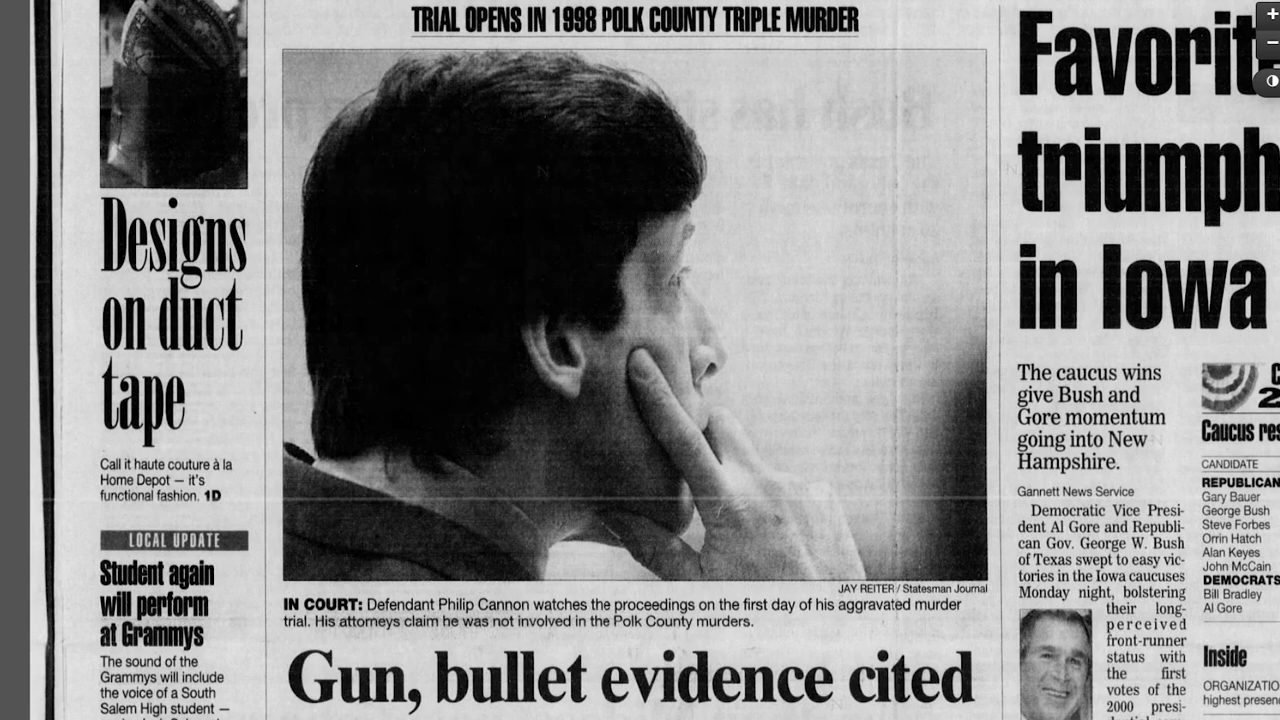 TRIAL OPENS IN 1998 POLK COUNTY TRIPLE MURDER
Designs
on duct
tape
Call it haute couture à la
Home Depot — it's
functional fashion. 1D
LOCAL UPDATE
Student again
will perform
at Grammys
The sound of the
Grammys will include
the voice of a South
Salem High student —
JAY REITER / Statesman Journal
IN COURT: Defendant Philip Cannon watches the proceedings on the first day of his aggravated murder
trial. His attorneys claim he was not involved in the Polk County murders.
Gun, bullet evidence cited
Favorit
triumph
in Iowa
The caucus wins
give Bush and
Gore momentum
going into New
Hampshire.
Gannett News Service
Democratic Vice Presi-
dent Al Gore and Republi-
can Gov. George W. Bush
of Texas swept to easy vic-
tories in the Iowa caucuses
Monday night, bolstering
their long-
perceived
front-runner
status with
the first
votes of the
2000 presi-
C
2
Caucus res
CANDIDATE
REPUBLICAN
Gary Bauer
George Bush
Steve Forbes
Orrin Hatch
Alan Keyes
John McCain
DEMOCRATS
Bill Bradley
Al Gore
Inside
ORGANIZATIO
highest presen